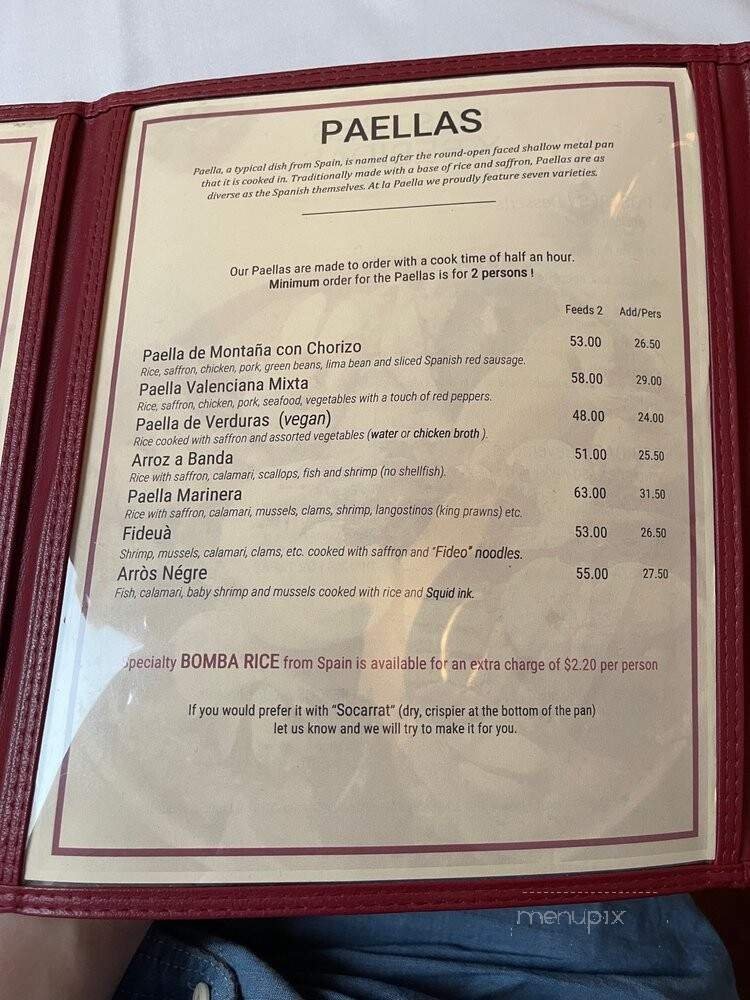 PAELLAS
Paella, a typical dish from Spain, is named after the round-open faced shallow metal pan
that it is cooked in. Traditionally made with a base of rice and saffron, Paellas are as
diverse as the Spanish themselves. At la Paella we proudly feature seven varieties.
Our Paellas are made to order with a cook time of half an hour.
Minimum order for the Paellas is for 2 persons !
Feeds 2 Add/Pers
Paella de Montaña con Chorizo 53.00 26.50
Rice, saffron, chicken, pork, green beans, lima bean and sliced Spanish red sausage.
Paella Valenciana Mixta 58.00 29.00
Rice, saffron, chicken, pork, seafood, vegetables with a touch of red peppers.
Paella de Verduras (vegan) 48.00 24.00
Rice cooked with saffron and assorted vegetables (water or chicken broth ).
Arroz a Banda 51.00 25.50
Rice with saffron, calamari, scallops, fish and shrimp (no shellfish).
Paella Marinera 63.00 31.50
Rice with saffron, calamari, mussels, clams, shrimp, langostinos (king prawns) etc.
Fideuà 53.00 26.50
Shrimp, mussels, calamari, clams, etc. cooked with saffron and "Fideo" noodles.
Arròs Négre 55.00 27.50
Fish, calamari, baby shrimp and mussels cooked with rice and Squid ink.
Specialty BOMBA RICE from Spain is available for an extra charge of $2.20 per person
If you would prefer it with "Socarrat" (dry, crispier at the bottom of the pan)
let us know and we will try to make it for you.
menupix